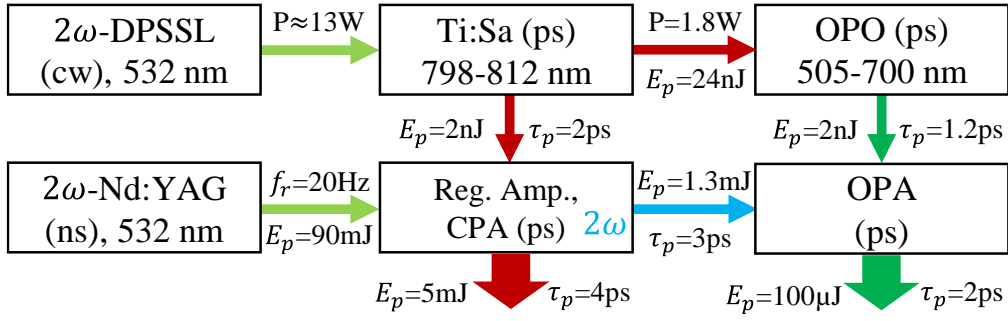 2ω-DPSSL
(cw), 532 nm
P≈13W
Ti:Sa (ps)
798-812 nm
P=1.8W
E_p=24nJ
OPO (ps)
505-700 nm
E_p=2nJ
τ_p=2ps
E_p=2nJ
τ_p=1.2ps
2ω-Nd:YAG
(ns), 532 nm
f_r=20Hz
E_p=90mJ
Reg. Amp.,
CPA (ps)
2ω
E_p=1.3mJ
τ_p=3ps
OPA
(ps)
E_p=5mJ
τ_p=4ps
E_p=100μJ
τ_p=2ps